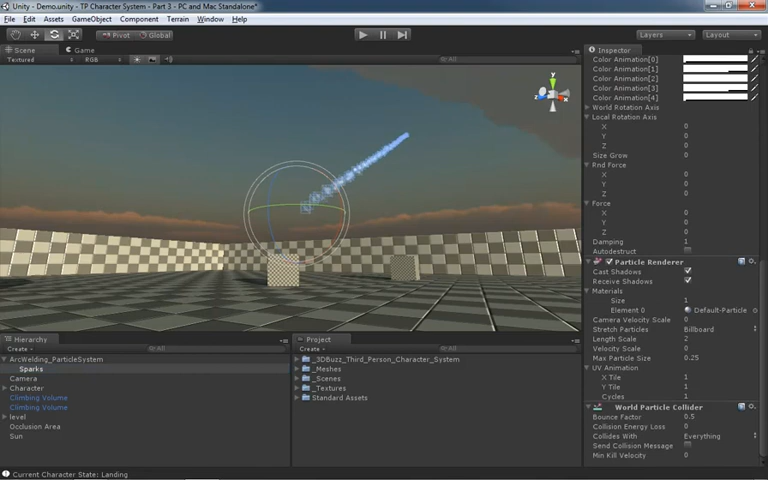 Unity - Demo.unity - TP Character System - Part 3 - PC and Mac Standalone*
File Edit Assets GameObject Component Terrain Window Help
Pivot Global Layers Layout
Scene Game
Textured RGB All
y
z x
Inspector
Color Animation[0]
Color Animation[1]
Color Animation[2]
Color Animation[3]
Color Animation[4]
World Rotation Axis
Local Rotation Axis
X 0
Y 0
Z 0
Size Grow 0
Rnd Force
X 0
Y 0
Z 0
Force
X 0
Y 0
Z 0
Damping 1
Autodestruct
Particle Renderer
Cast Shadows
Receive Shadows
Materials
Size 1
Element 0 Default-Particle
Camera Velocity Scale 0
Stretch Particles Billboard
Length Scale 2
Velocity Scale 0
Max Particle Size 0.25
UV Animation
X Tile 1
Y Tile 1
Cycles 1
World Particle Collider
Bounce Factor 0.5
Collision Energy Loss 0
Collides With Everything
Send Collision Message
Min Kill Velocity 0
Hierarchy
Create All
ArcWelding_ParticleSystem
Sparks
Camera
Character
Climbing Volume
Climbing Volume
level
Occlusion Area
Sun
Project
Create All
_3DBuzz_Third_Person_Character_System
_Meshes
_Scenes
_Textures
Standard Assets
Current Character State: Landing